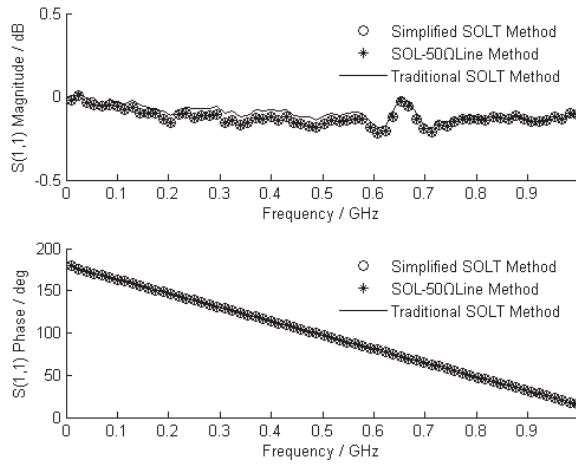 0.5
0
-0.5
S(1,1) Magnitude / dB
Simplified SOLT Method
SOL-50ΩLine Method
Traditional SOLT Method
0 0.1 0.2 0.3 0.4 0.5 0.6 0.7 0.8 0.9
Frequency / GHz
200
150
100
50
0
S(1,1) Phase / deg
Simplified SOLT Method
SOL-50ΩLine Method
Traditional SOLT Method
0 0.1 0.2 0.3 0.4 0.5 0.6 0.7 0.8 0.9
Frequency / GHz